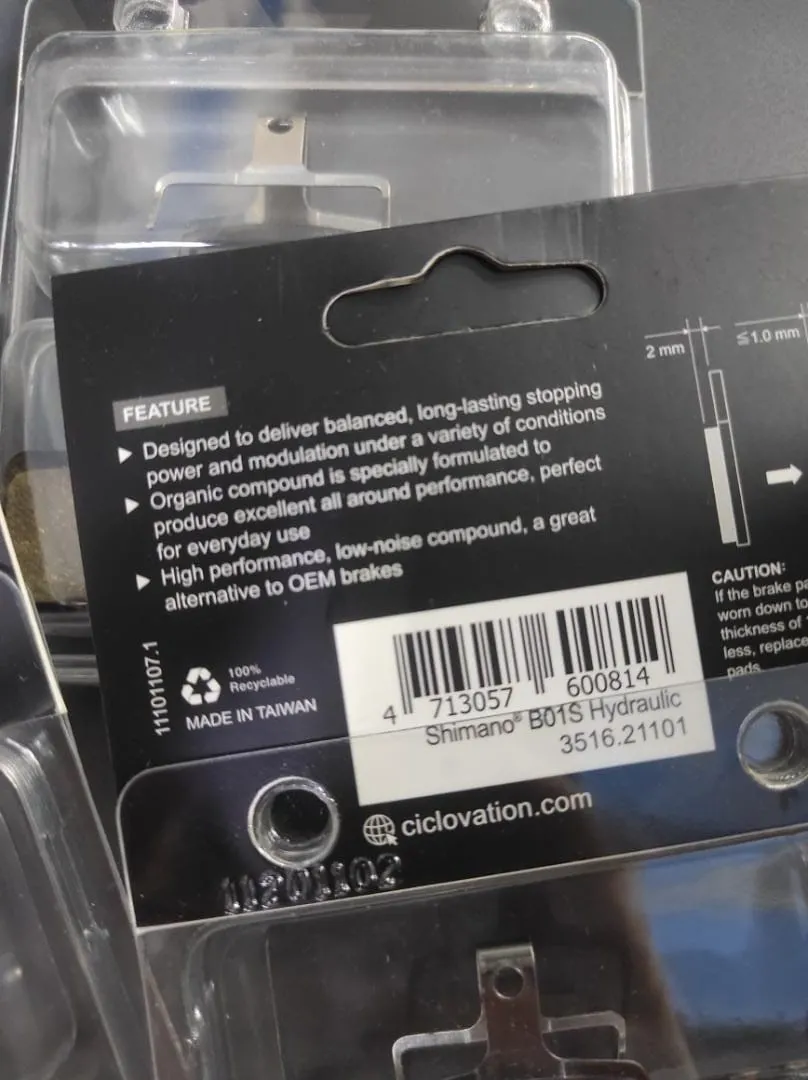 2 mm
≦1.0 mm
FEATURE
Designed to deliver balanced, long-lasting stopping
power and modulation under a variety of conditions
Organic compound is specially formulated to
produce excellent all around performance, perfect
for everyday use
High performance, low-noise compound, a great
alternative to OEM brakes
CAUTION:
If the brake
worn down to
thickness of
less, replace
pads
11101107.1
100%
Recyclable
MADE IN TAIWAN
4 713057 600814
Shimano® B01S Hydraulic
3516.21101
ciclovation.com
11201102